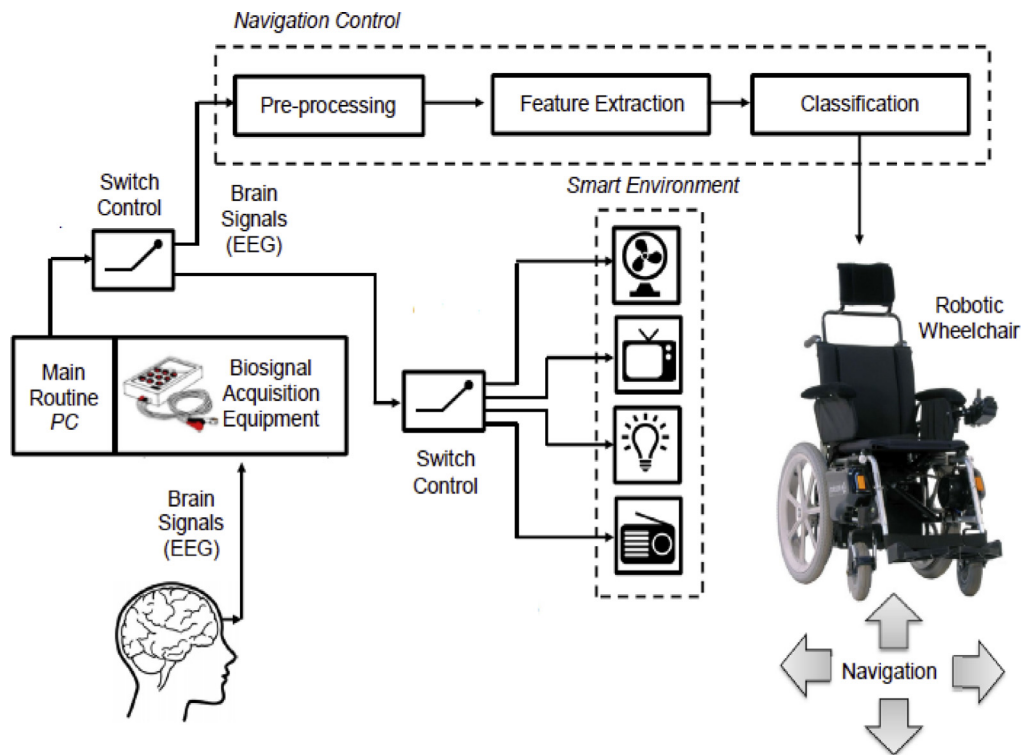 Navigation Control
Pre-processing
Feature Extraction
Classification
Switch
Control
Brain
Signals
(EEG)
Smart Environment
Robotic
Wheelchair
Main
Routine
PC
Biosignal
Acquisition
Equipment
Switch
Control
Brain
Signals
(EEG)
Navigation